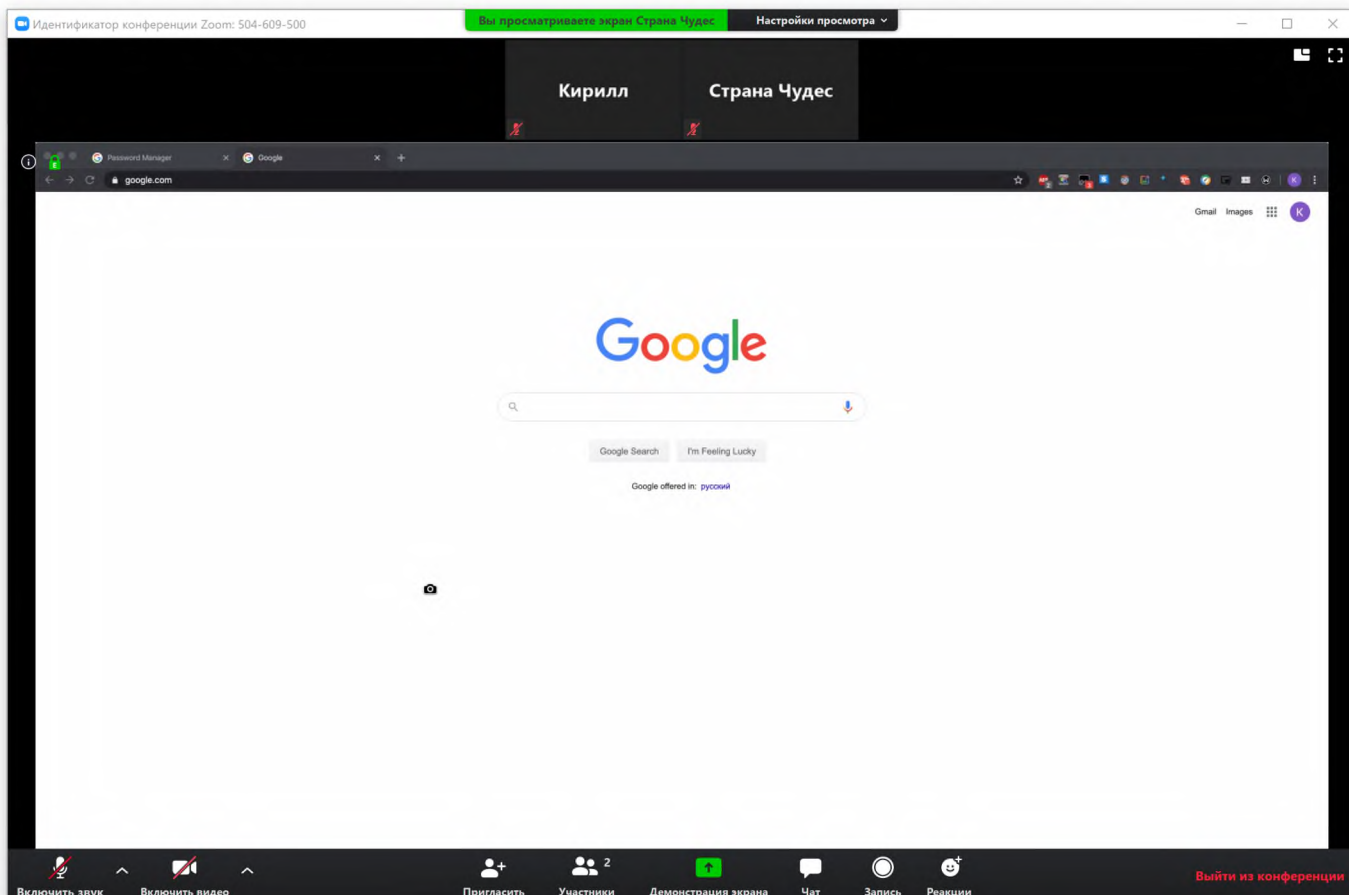 Идентификатор конференции Zoom: 504-609-500
Вы просматриваете экран Страна Чудес
Настройки просмотра
Кирилл
Страна Чудес
Password Manager
Google
google.com
K
Gmail Images
K
Google
Google Search
I'm Feeling Lucky
Google offered in: русский
Включить звук
Включить видео
Пригласить
Участники 2
Демонстрация экрана
Чат
Запись
Реакции
Выйти из конференции